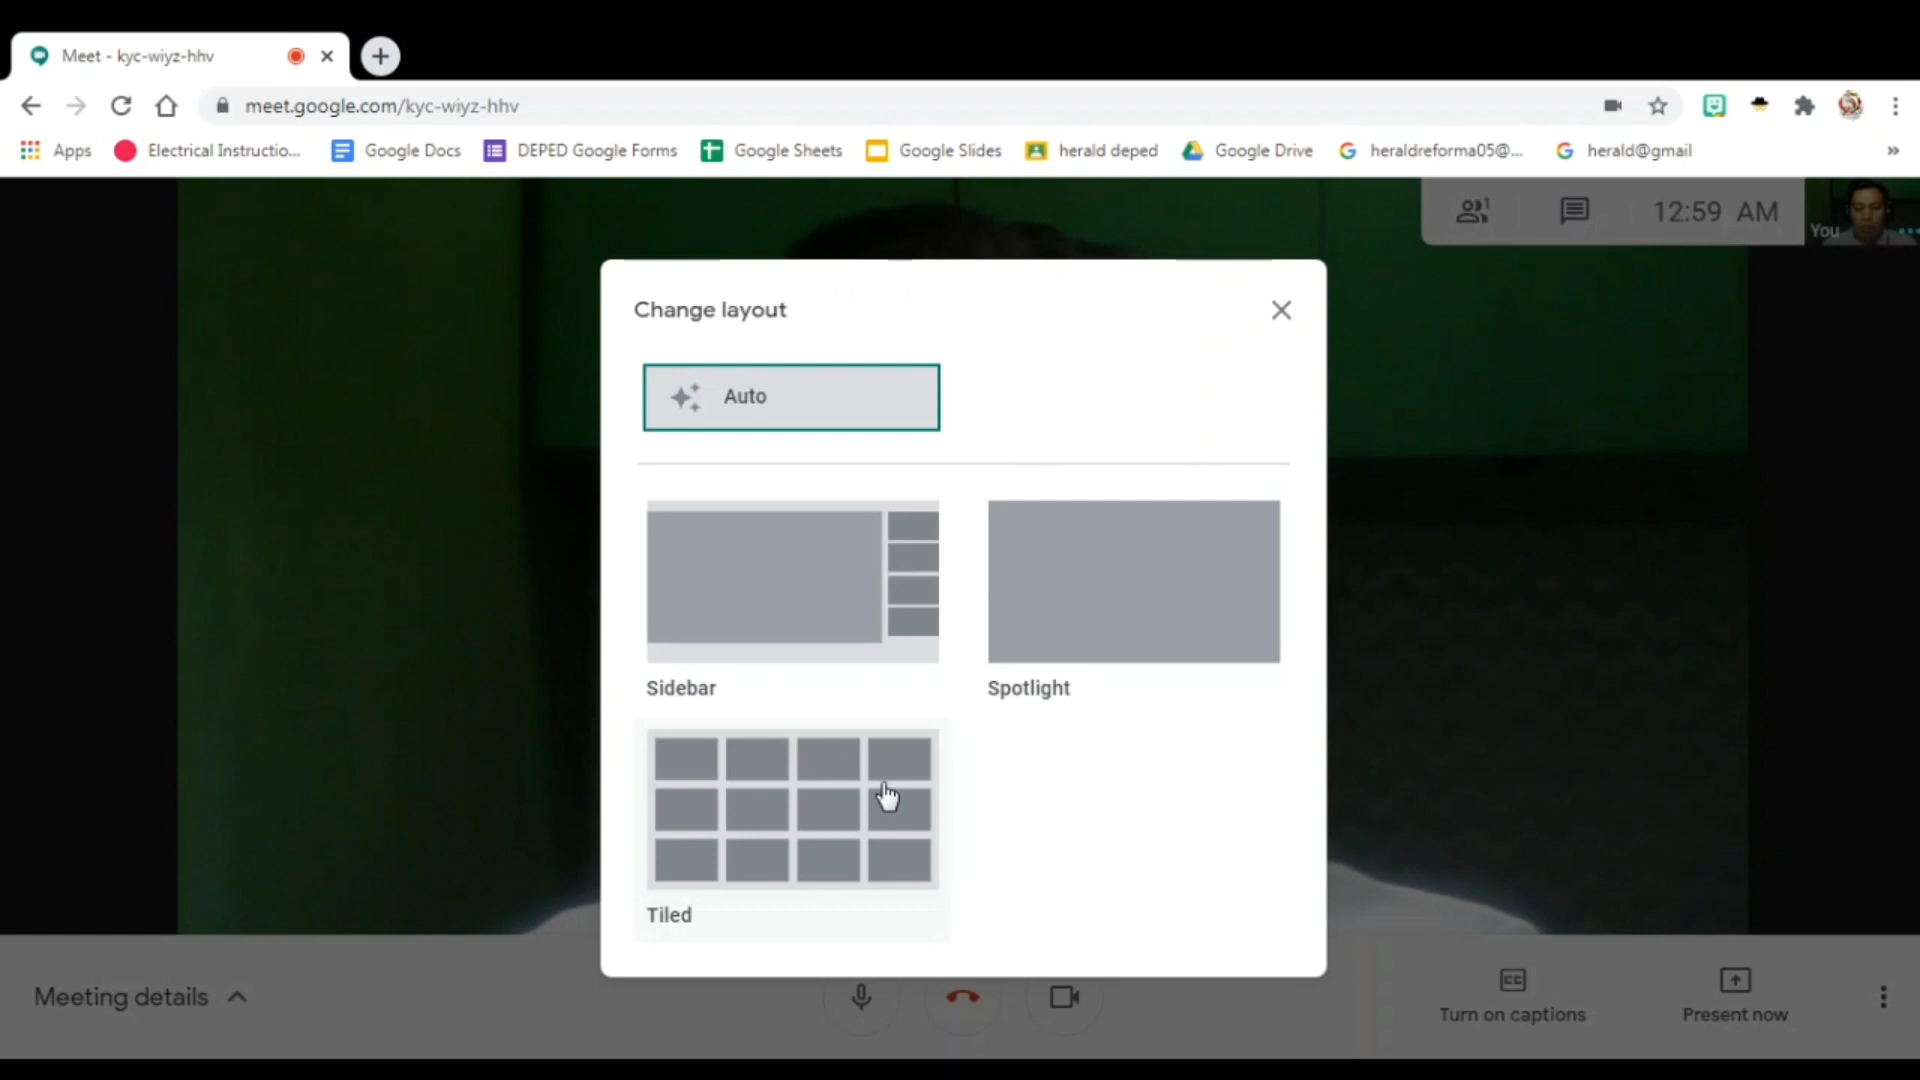 Meet - kyc-wiyz-hhv
meet.google.com/kyc-wiyz-hhv
Apps Electrical Instructio... Google Docs DEPED Google Forms Google Sheets Google Slides herald deped Google Drive heraldreforma05@... herald@gmail »
1 12:59 AM
You
Change layout
Auto
Sidebar Spotlight
Tiled
Meeting details
CC
Turn on captions Present now